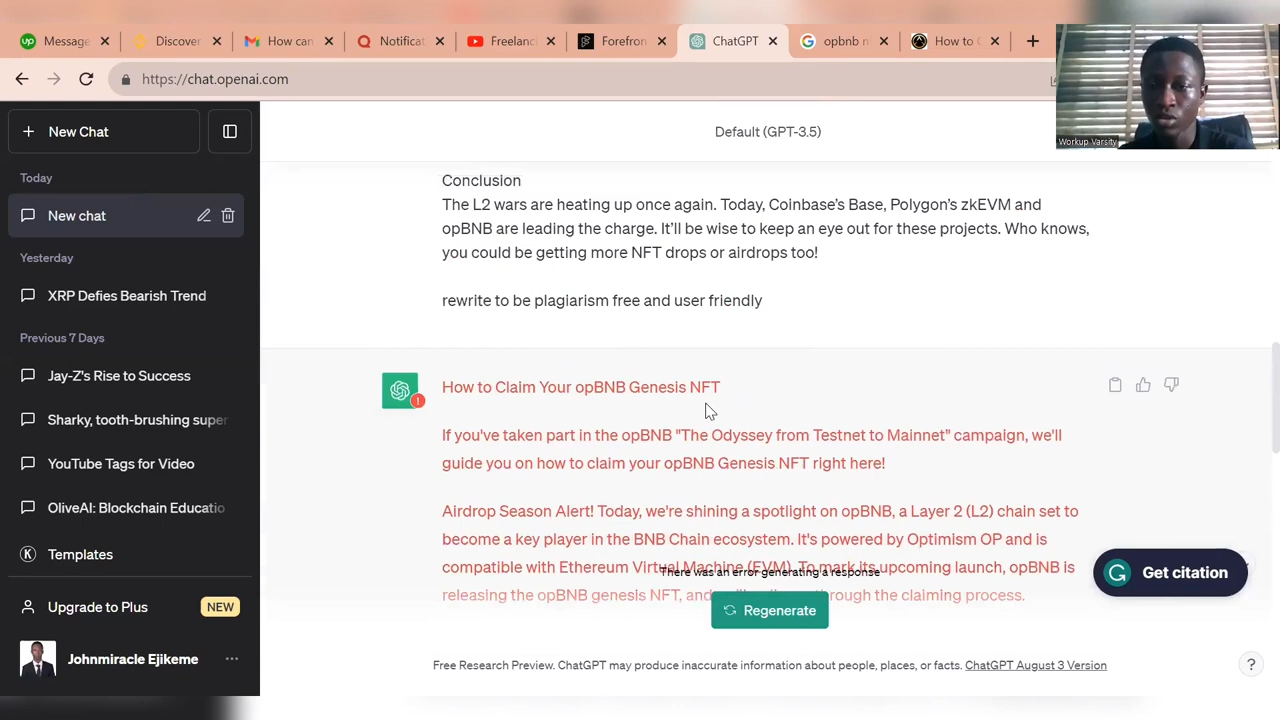 Message
Discover
How can
Notificat
Freelanc
Forefron
ChatGPT
opbnb n
How to C
https://chat.openai.com
Workup Varsity
New Chat
Today
New chat
Yesterday
XRP Defies Bearish Trend
Previous 7 Days
Jay-Z's Rise to Success
Sharky, tooth-brushing super
YouTube Tags for Video
OliveAI: Blockchain Educatio
Templates
Upgrade to Plus NEW
Johnmiracle Ejikeme
Default (GPT-3.5)
Conclusion
The L2 wars are heating up once again. Today, Coinbase’s Base, Polygon’s zkEVM and
opBNB are leading the charge. It’ll be wise to keep an eye out for these projects. Who knows,
you could be getting more NFT drops or airdrops too!
rewrite to be plagiarism free and user friendly
How to Claim Your opBNB Genesis NFT
If you've taken part in the opBNB "The Odyssey from Testnet to Mainnet" campaign, we'll
guide you on how to claim your opBNB Genesis NFT right here!
Airdrop Season Alert! Today, we're shining a spotlight on opBNB, a Layer 2 (L2) chain set to
become a key player in the BNB Chain ecosystem. It's powered by Optimism OP and is
compatible with Ethereum Virtual Machine (EVM). To mark its upcoming launch, opBNB is
There was an error generating a response
releasing the opBNB genesis NFT, and through the claiming process.
Regenerate
Get citation
Free Research Preview. ChatGPT may produce inaccurate information about people, places, or facts. ChatGPT August 3 Version
?